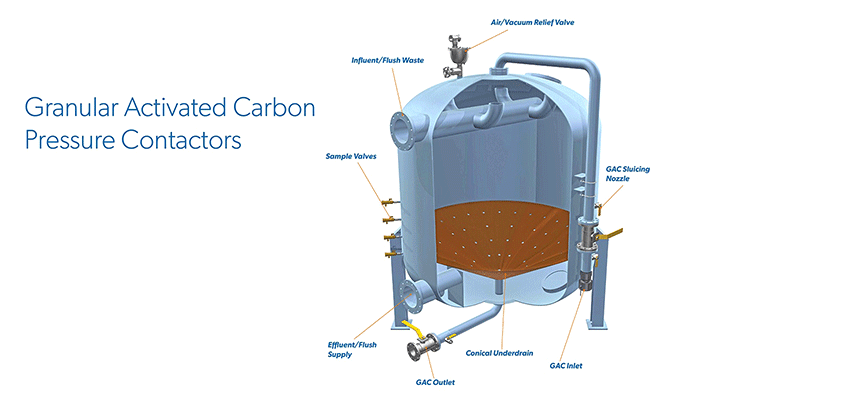 Granular Activated Carbon
Pressure Contactors
Air/Vacuum Relief Valve
Influent/Flush Waste
Sample Valves
GAC Sluicing
Nozzle
Effluent/Flush
Supply
Conical Underdrain
GAC Inlet
GAC Outlet